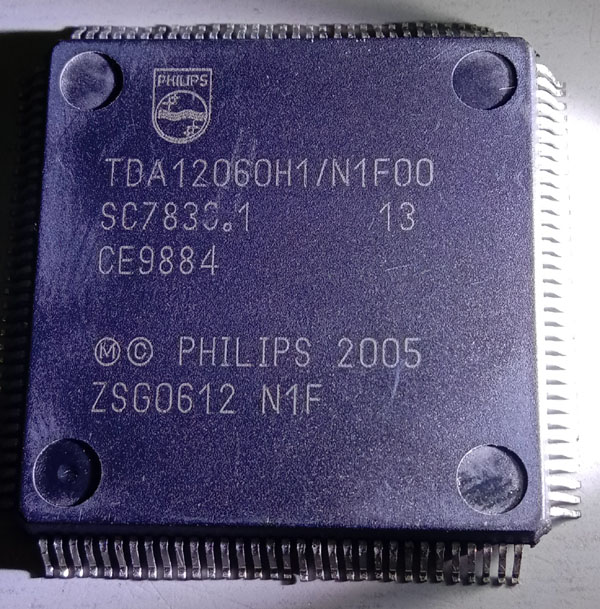 PHILIPS
TDA12060H1/N1F00
13
CE9884
Ⓜ © PHILIPS 2005
ZSG0612 N1F